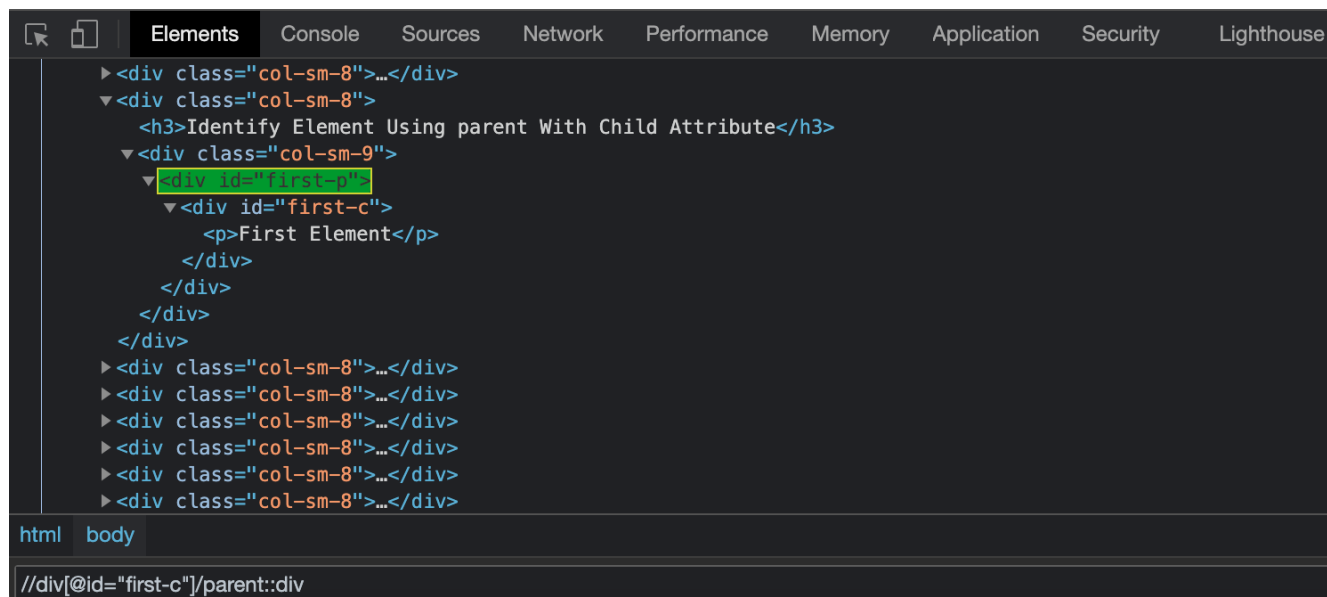 Elements Console Sources Network Performance Memory Application Security Lighthouse
<div class="col-sm-8">…</div>
<div class="col-sm-8">
<h3>Identify Element Using parent With Child Attribute</h3>
<div class="col-sm-9">
<div id="first-p">
<div id="first-c">
<p>First Element</p>
</div>
</div>
</div>
</div>
<div class="col-sm-8">…</div>
<div class="col-sm-8">…</div>
<div class="col-sm-8">…</div>
<div class="col-sm-8">…</div>
<div class="col-sm-8">…</div>
<div class="col-sm-8">…</div>
html body
//div[@id="first-c"]/parent::div